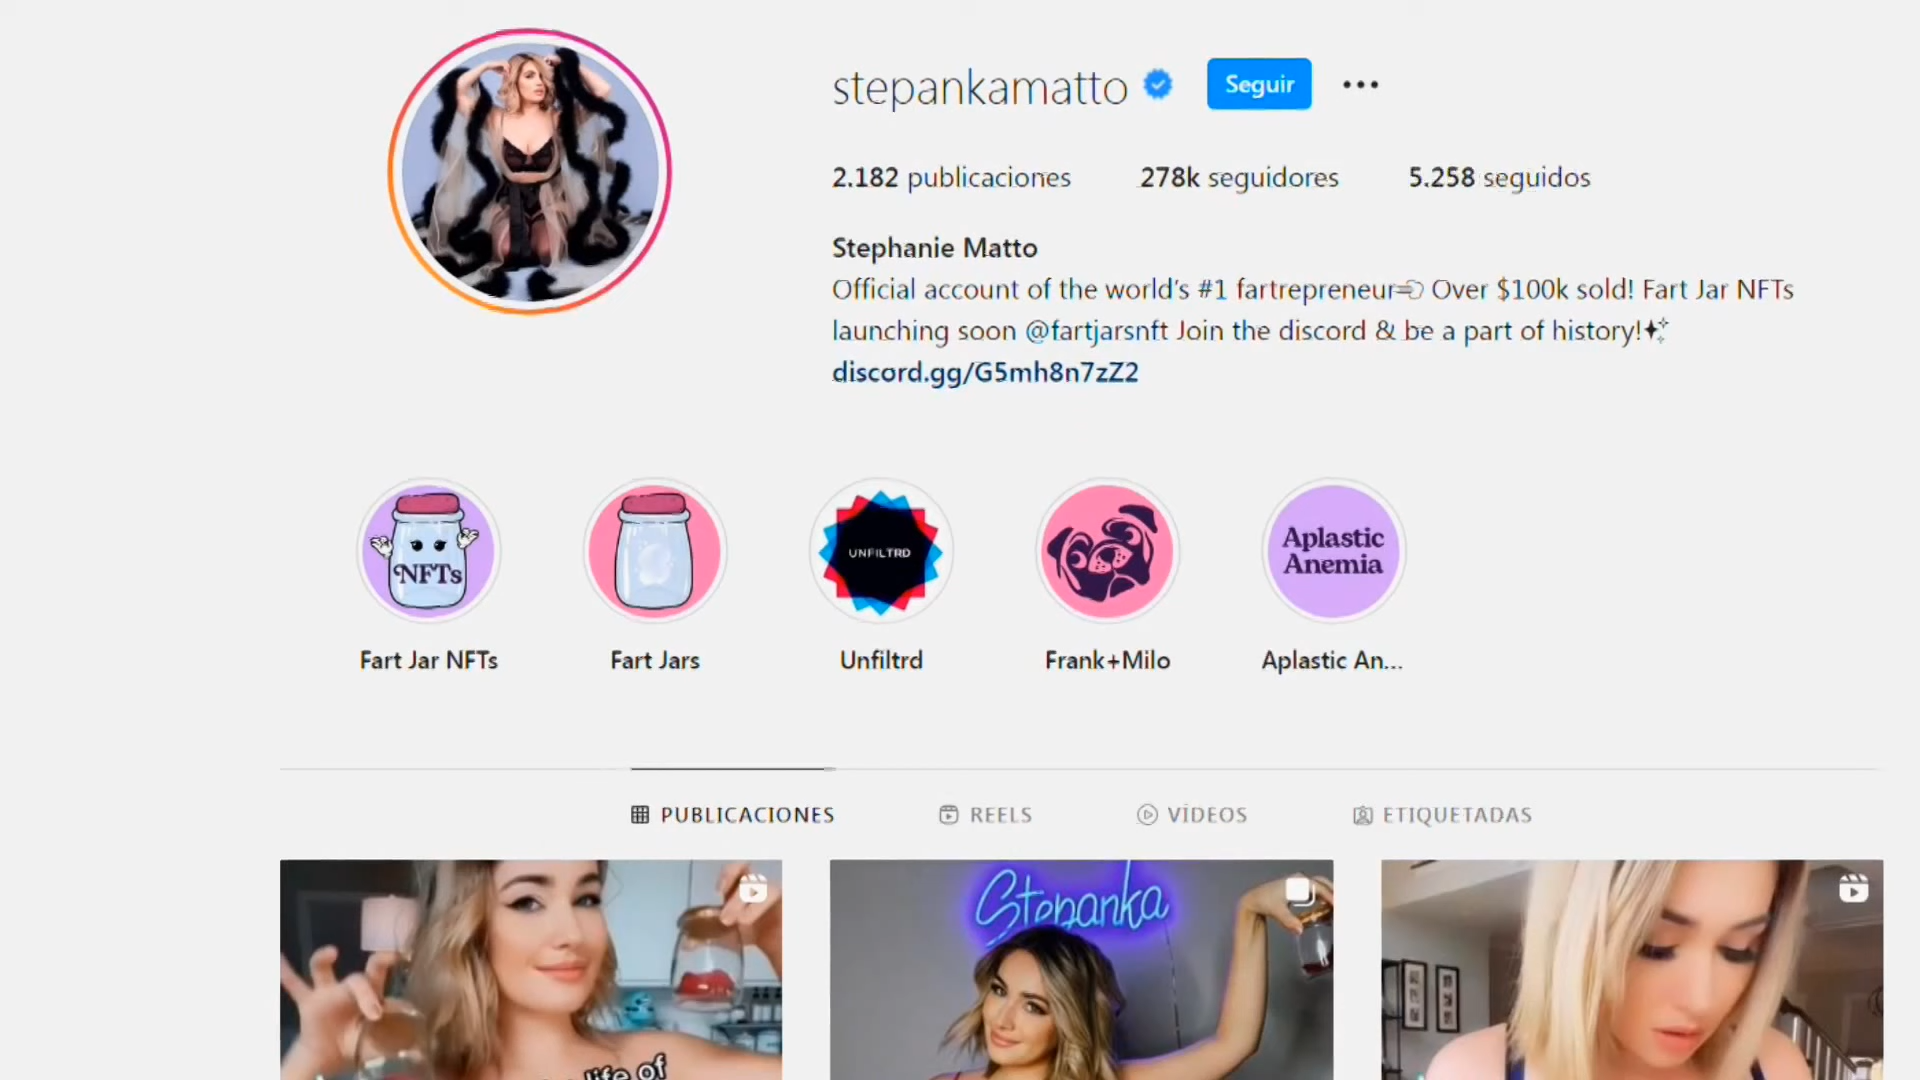 stepankamatto
Seguir
2.182 publicaciones
278k seguidores
5.258 seguidos
Stephanie Matto
Official account of the world's #1 fartrepreneur💨 Over $100k sold! Fart Jar NFTs
launching soon @fartjarsnft Join the discord & be a part of history!✨
discord.gg/G5mh8n7zZ2
NFTs
UNFILTRD
Aplastic
Anemia
Fart Jar NFTs
Fart Jars
Unfiltrd
Frank+Milo
Aplastic An...
PUBLICACIONES
REELS
VÍDEOS
ETIQUETADAS
Stepanka
life of